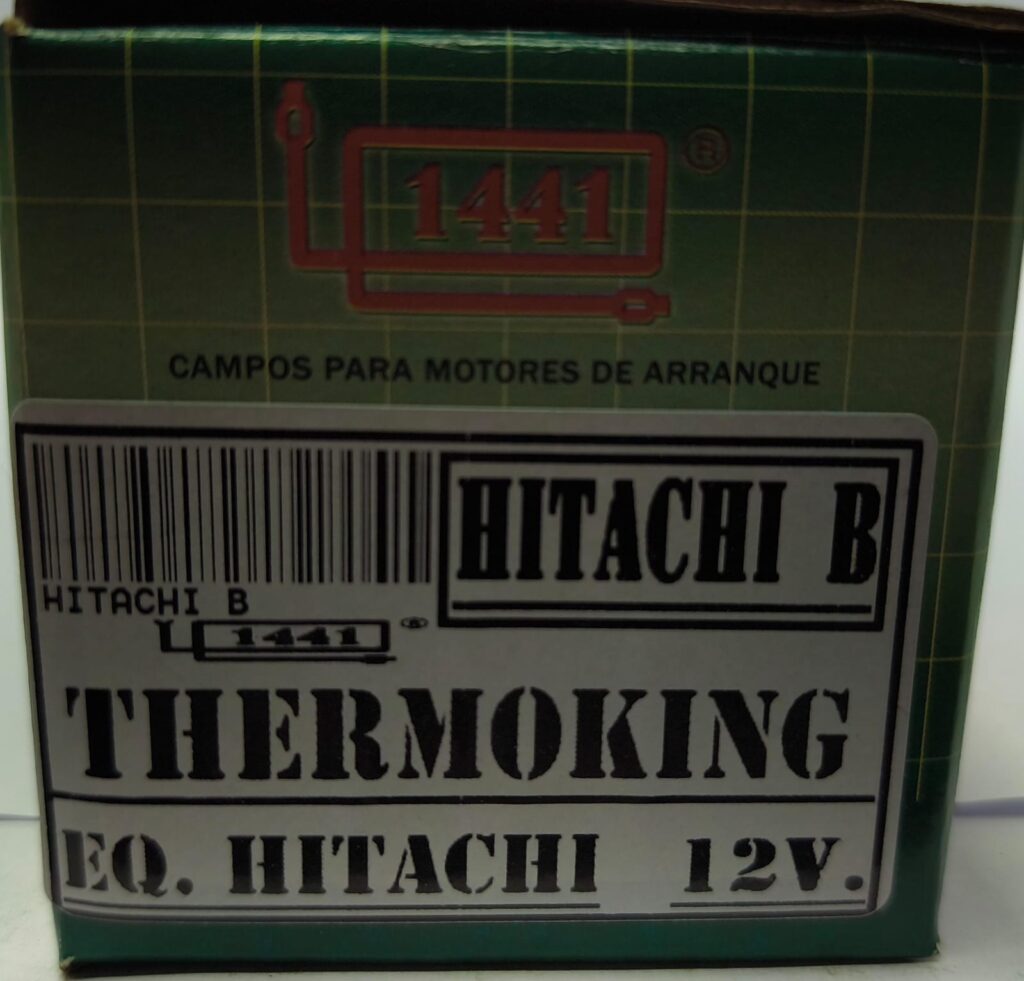 1441 ®
CAMPOS PARA MOTORES DE ARRANQUE
HITACHI B
HITACHI B
1441 ®
THERMOKING
EQ. HITACHI 12V.